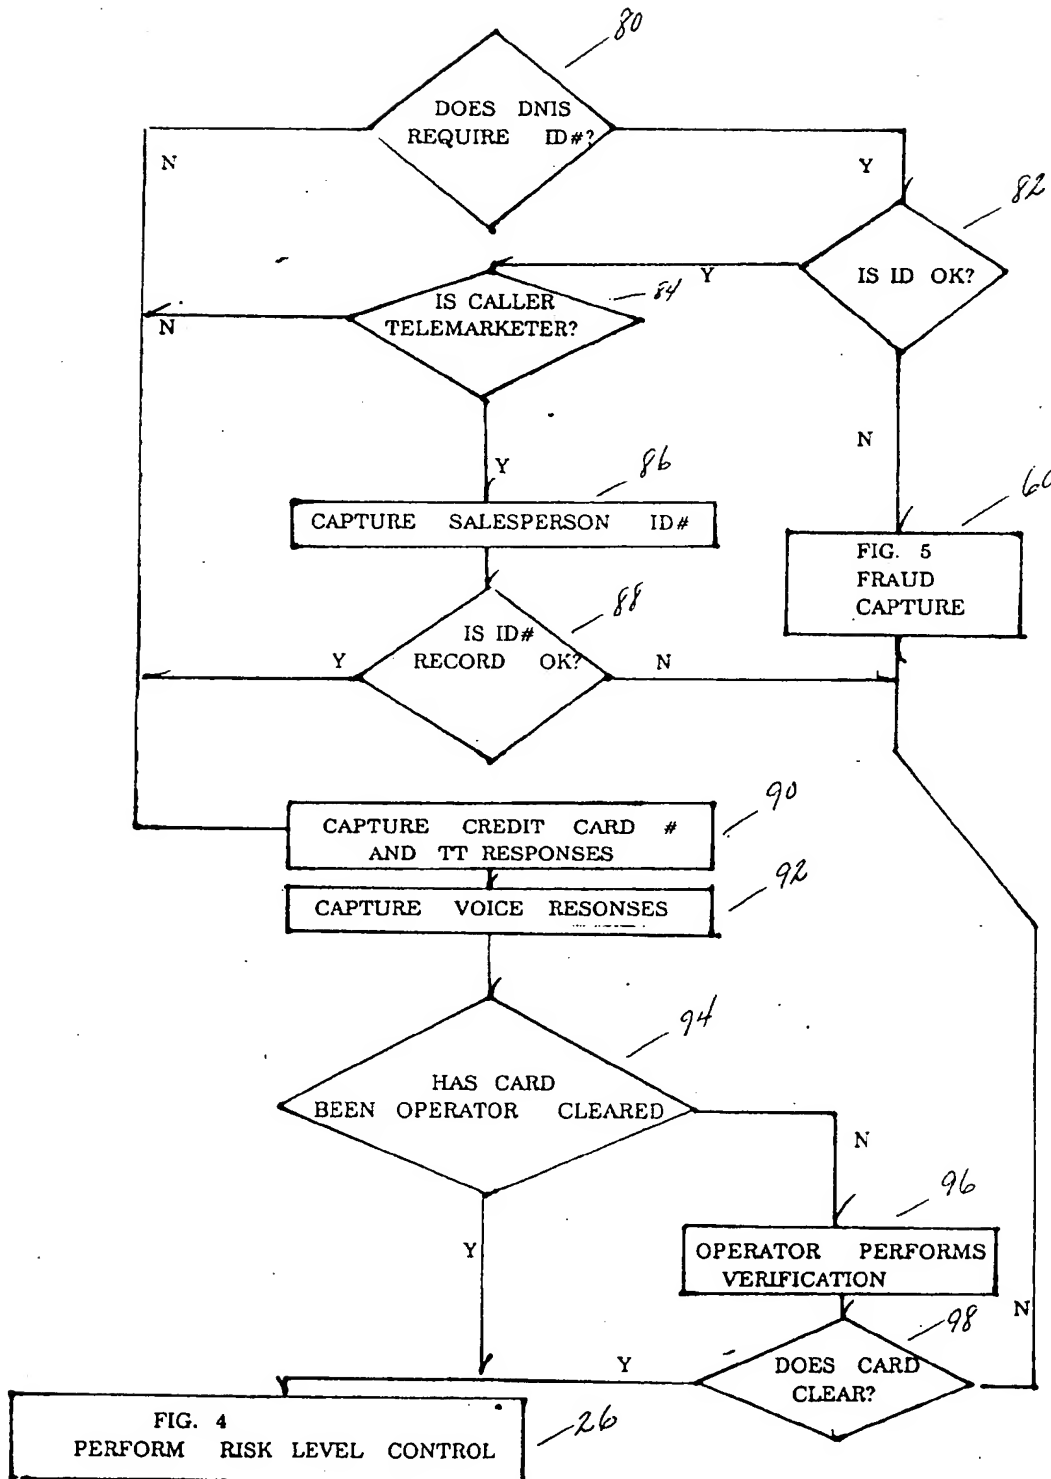 80
DOES DNIS
REQUIRE ID#?
N
Y
82
IS ID OK?
Y
84
IS CALLER
TELEMARKETER?
N
N
Y
86
CAPTURE SALESPERSON ID#
60
FIG. 5
FRAUD
CAPTURE
88
IS ID#
RECORD OK?
Y
N
90
CAPTURE CREDIT CARD #
AND TT RESPONSES
92
CAPTURE VOICE RESONSES
94
HAS CARD
BEEN OPERATOR CLEARED
N
Y
96
OPERATOR PERFORMS
VERIFICATION
N
98
DOES CARD
CLEAR?
Y
FIG. 4
PERFORM RISK LEVEL CONTROL
26